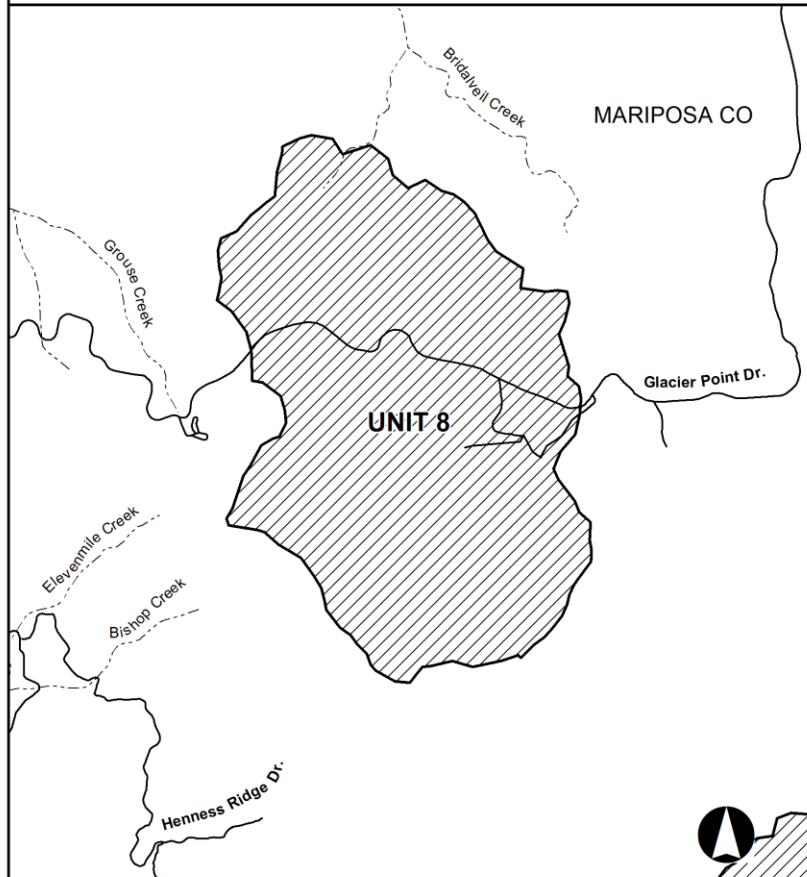 Bridalveil Creek
MARIPOSA CO
Grouse Creek
Glacier Point Dr.
UNIT 8
Elevenmile Creek
Bishop Creek
Henness Ridge Dr.